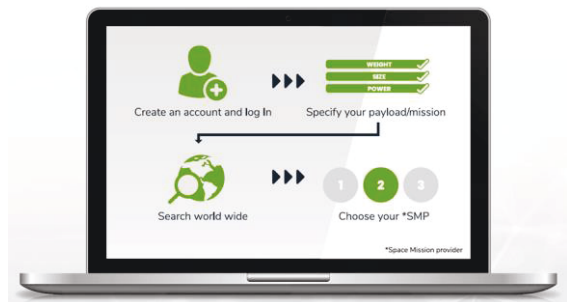 WEIGHT
SIZE
POWER
Create an account and log In
Specify your payload/mission
1 2 3
Search world wide
Choose your *SMP
*Space Mission provider